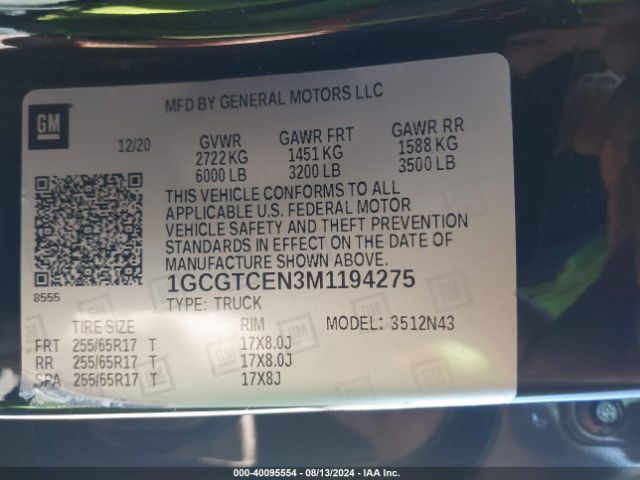 MFD BY GENERAL MOTORS LLC
GM
12/20 GVWR GAWR FRT GAWR RR
2722 KG 1451 KG 1588 KG
6000 LB 3200 LB 3500 LB
THIS VEHICLE CONFORMS TO ALL
APPLICABLE U.S. FEDERAL MOTOR
VEHICLE SAFETY AND THEFT PREVENTION
STANDARDS IN EFFECT ON THE DATE OF
MANUFACTURE SHOWN ABOVE.
8555 1GCGTCEN3M1194275
TYPE: TRUCK
TIRE SIZE RIM MODEL: 3512N43
FRT 255/65R17 T 17X8.0J
RR 255/65R17 T 17X8.0J
SPA 255/65R17 T 17X8J
000-40095554 - 08/13/2024 - IAA Inc.